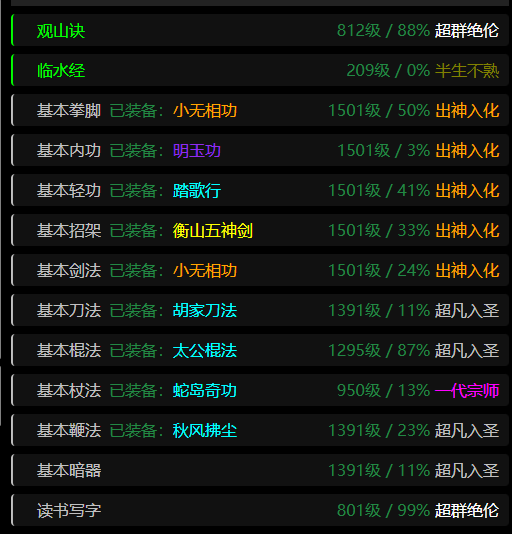 观山诀 812级 / 88% 超群绝伦
临水经 209级 / 0% 半生不熟
基本拳脚 已装备：小无相功 1501级 / 50% 出神入化
基本内功 已装备：明玉功 1501级 / 3% 出神入化
基本轻功 已装备：踏歌行 1501级 / 41% 出神入化
基本招架 已装备：衡山五神剑 1501级 / 33% 出神入化
基本剑法 已装备：小无相功 1501级 / 24% 出神入化
基本刀法 已装备：胡家刀法 1391级 / 11% 超凡入圣
基本棍法 已装备：太公棍法 1295级 / 87% 超凡入圣
基本杖法 已装备：蛇岛奇功 950级 / 13% 一代宗师
基本鞭法 已装备：秋风拂尘 1391级 / 23% 超凡入圣
基本暗器 1391级 / 11% 超凡入圣
读书写字 801级 / 99% 超群绝伦